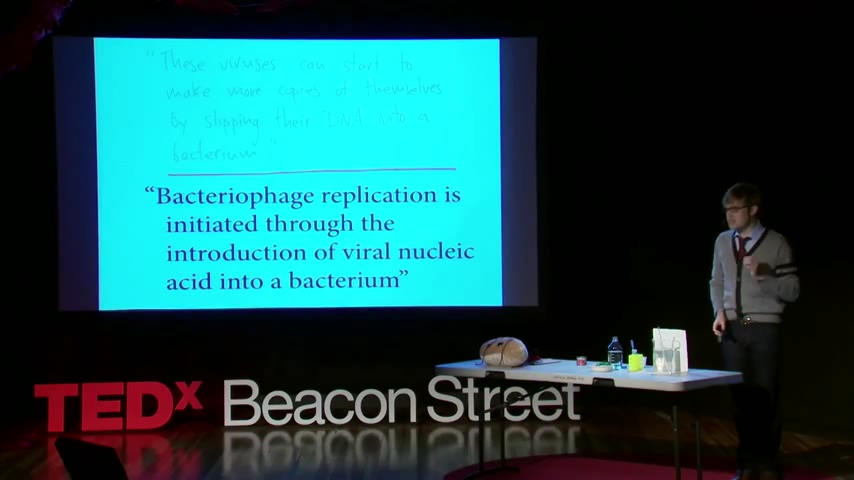 "These viruses can start to
make more copies of themselves
by slipping their DNA into a
bacterium"
“Bacteriophage replication is
initiated through the
introduction of viral nucleic
acid into a bacterium”
TEDx Beacon Street